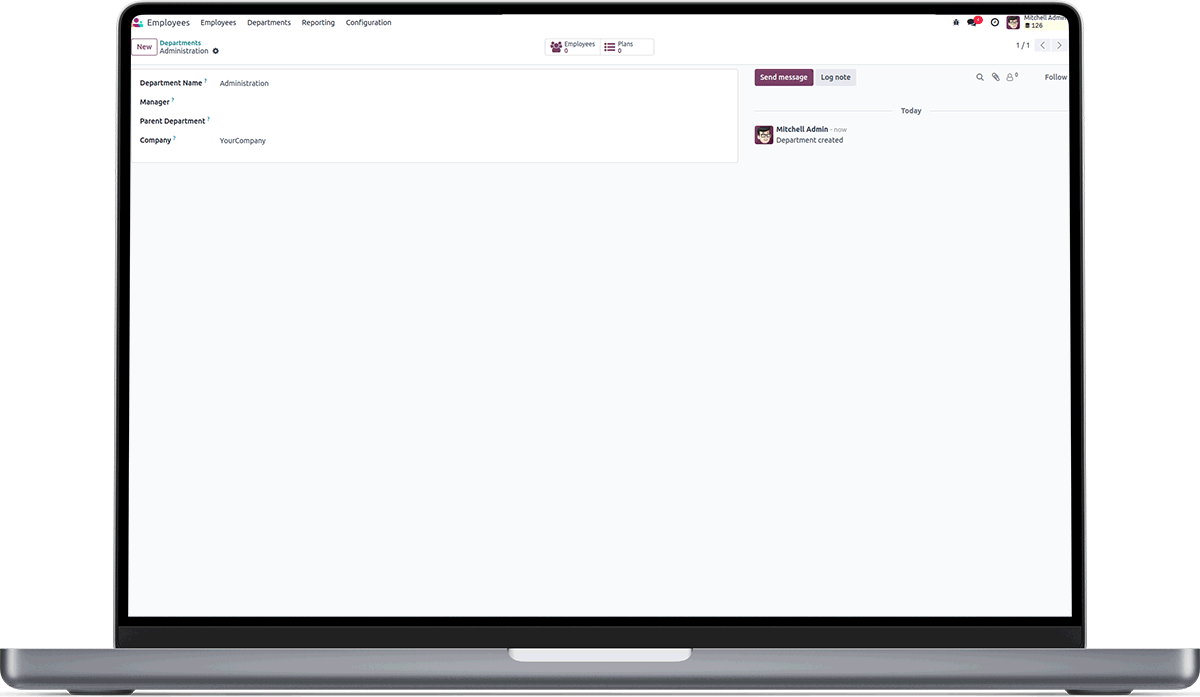 Employees Employees Departments Reporting Configuration 4 Mitchell Admin
126
New Departments
Administration
Employees
0
Plans
0
1 / 1
Department Name ? Administration
Manager ?
Parent Department ?
Company ? YourCompany
Send message Log note 0 Follow
Today
Mitchell Admin - now
Department created